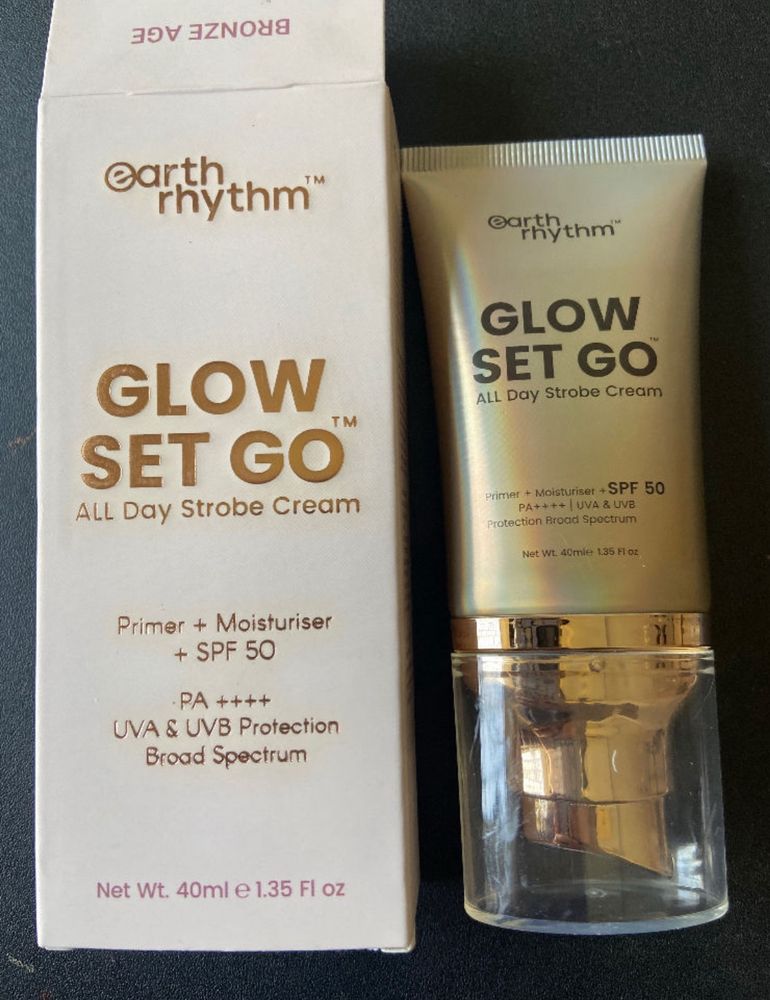 BRONZE AGE
earth
rhythm™
GLOW
SET GO™
ALL Day Strobe Cream
Primer + Moisturiser
+ SPF 50
PA ++++
UVA & UVB Protection
Broad Spectrum
Net Wt. 40ml ℮ 1.35 Fl oz
earth
rhythm™
GLOW
SET GO™
ALL Day Strobe Cream
Primer + Moisturiser + SPF 50
PA++++ | UVA & UVB
Protection Broad Spectrum
Net Wt. 40ml℮ 1.35 Fl oz